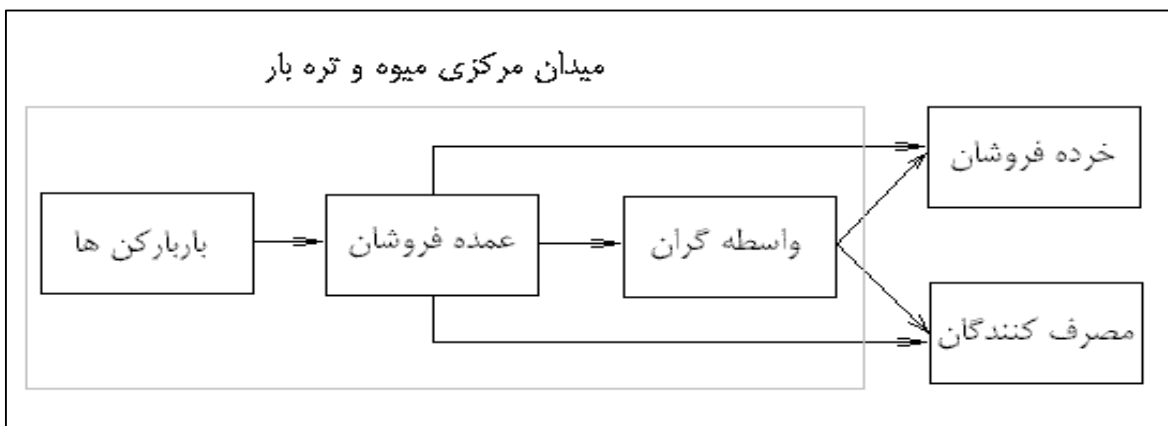 میدان مرکزی میوه و تره بار
خرده فروشان
باربارکن ها
عمده فروشان
واسطه گران
مصرف کنندگان